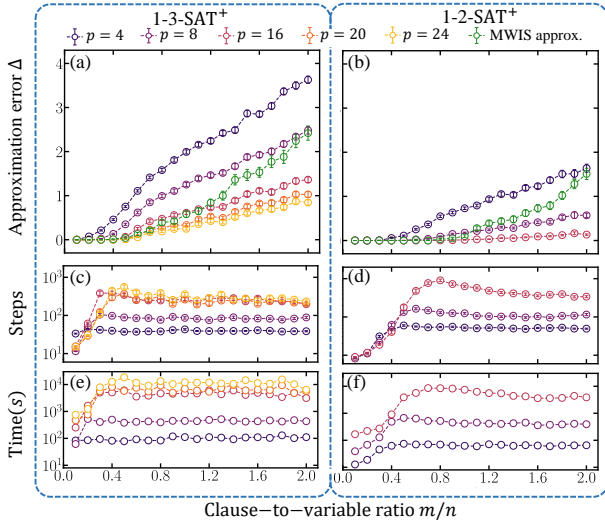 1-3-SAT⁺ 1-2-SAT⁺
p = 4 p = 8 p = 16 p = 20 p = 24 MWIS approx.
(a) (b)
Approximation error Δ
4
3
2
1
0
(c) (d)
Steps
10³
10²
10¹
(e) (f)
Time(s)
10⁴
10³
10²
10¹
0.0 0.4 0.8 1.2 1.6 2.0 0.0 0.4 0.8 1.2 1.6 2.0
Clause−to−variable ratio m/n